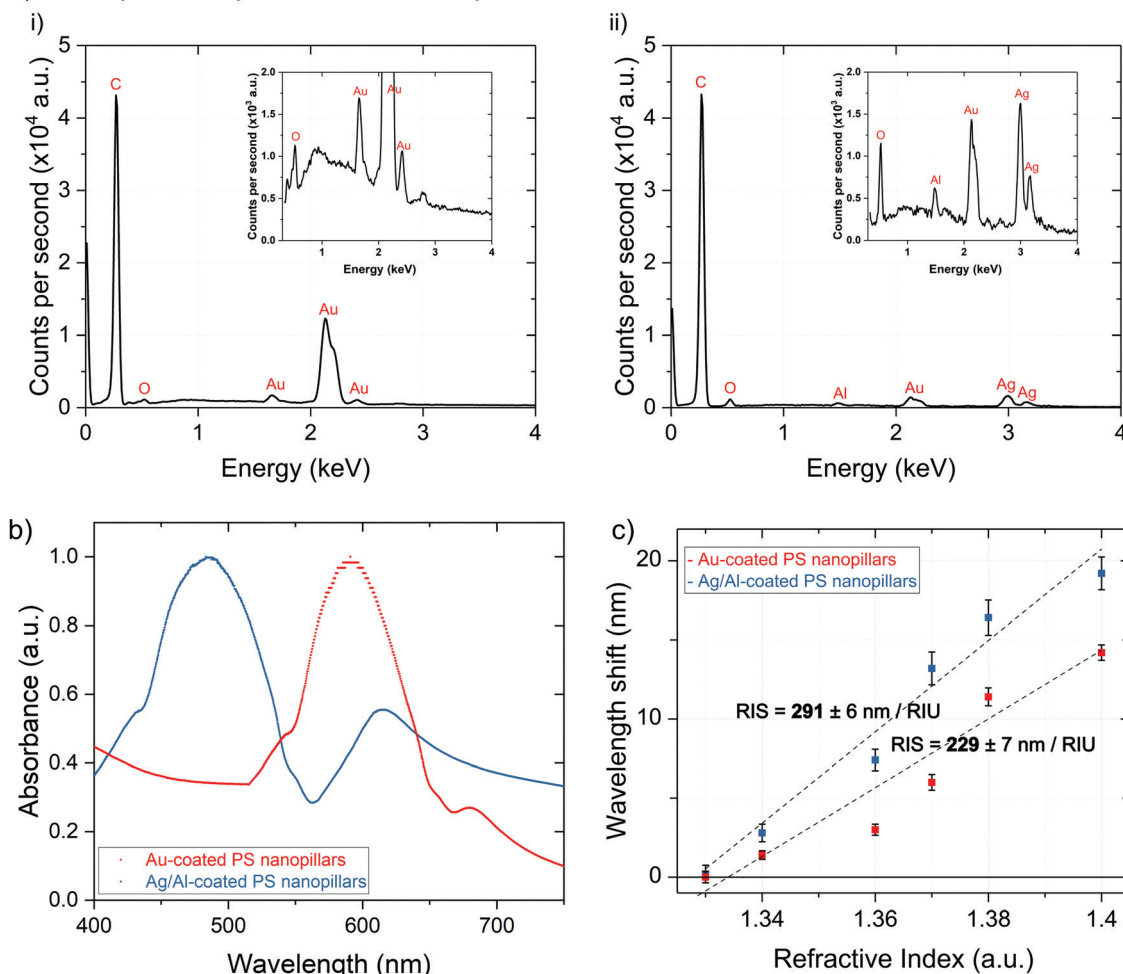 i)
ii)
Counts per second (x10⁴ a.u.)
5
4
3
2
1
0
C
O
Au
Au
Au
0
1
2
3
4
Energy (keV)
Counts per second (x10³ a.u.)
2.0
1.5
1.0
0.5
0.0
O
Au
Au
Au
1
2
3
4
Energy (keV)
Counts per second (x10⁴ a.u.)
5
4
3
2
1
0
C
O
Al
Au
Ag
Ag
0
1
2
3
4
Energy (keV)
Counts per second (x10³ a.u.)
2.0
1.5
1.0
0.5
0.0
O
Al
Au
Ag
Ag
1
2
3
4
Energy (keV)
b)
Absorbance (a.u.)
1.0
0.8
0.6
0.4
0.2
0.0
Au-coated PS nanopillars
Ag/Al-coated PS nanopillars
400
500
600
700
Wavelength (nm)
c)
Wavelength shift (nm)
20
10
0
- Au-coated PS nanopillars
- Ag/Al-coated PS nanopillars
RIS = 291 ± 6 nm / RIU
RIS = 229 ± 7 nm / RIU
1.34
1.36
1.38
1.4
Refractive Index (a.u.)